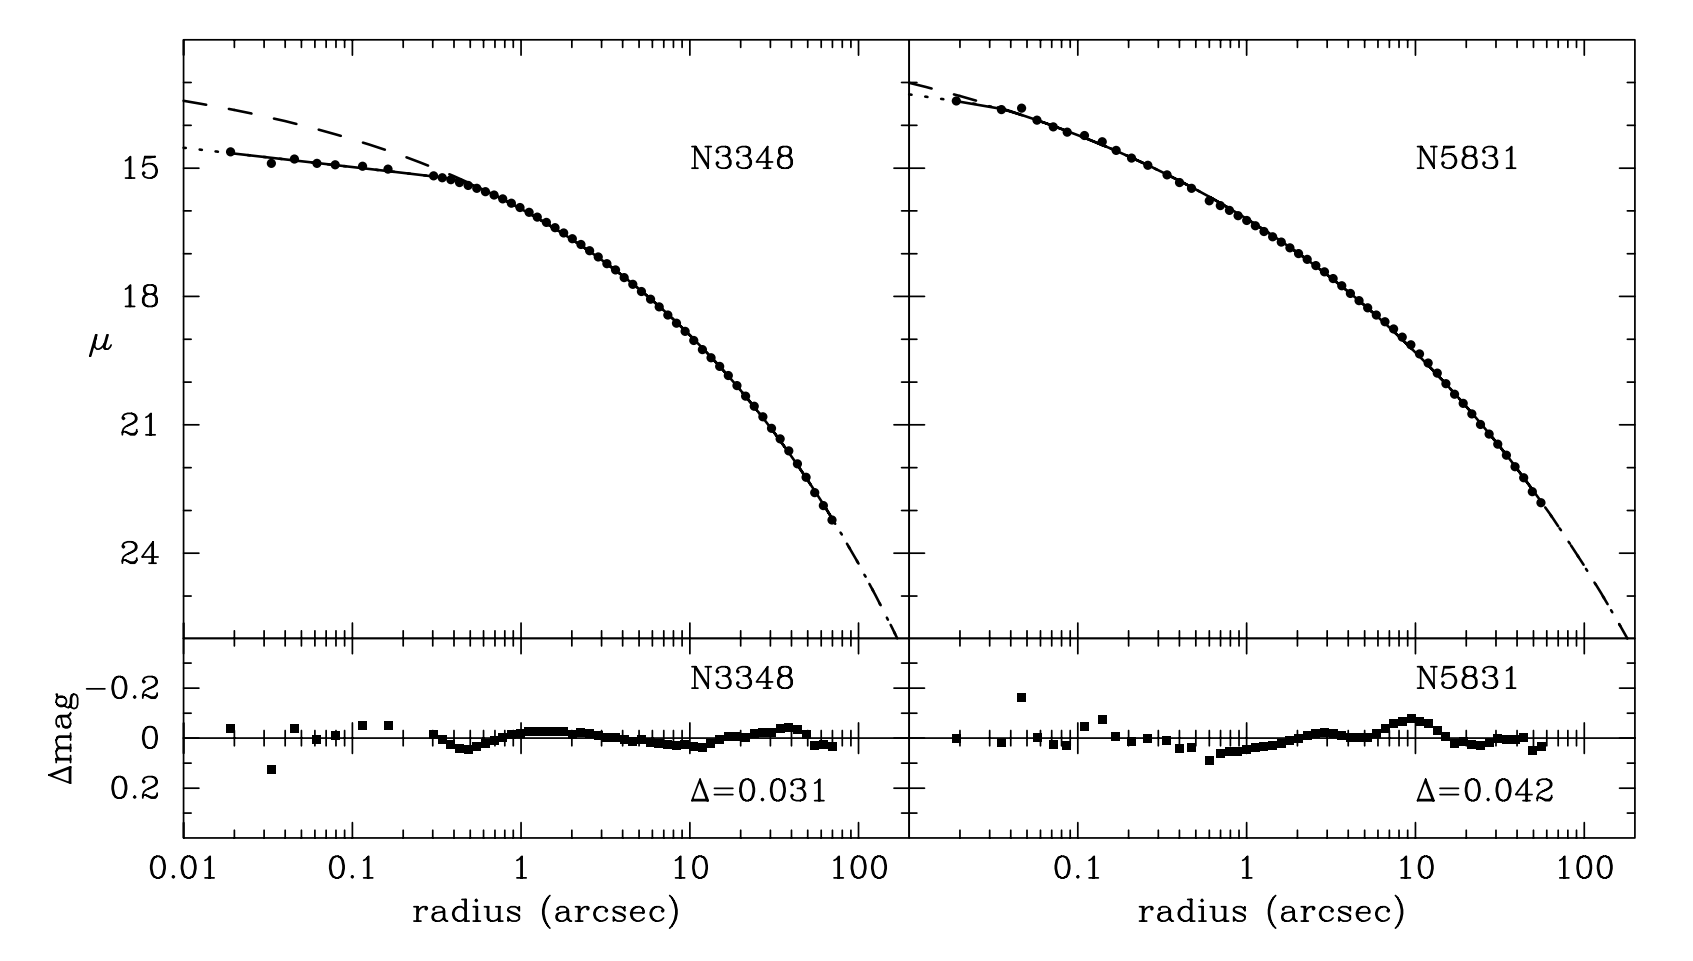 N3348
N5831
15
18
μ
21
24
N3348
N5831
Δmag
−0.2
0
0.2
Δ=0.031
Δ=0.042
0.01 0.1 1 10 100 0.1 1 10 100
radius (arcsec) radius (arcsec)